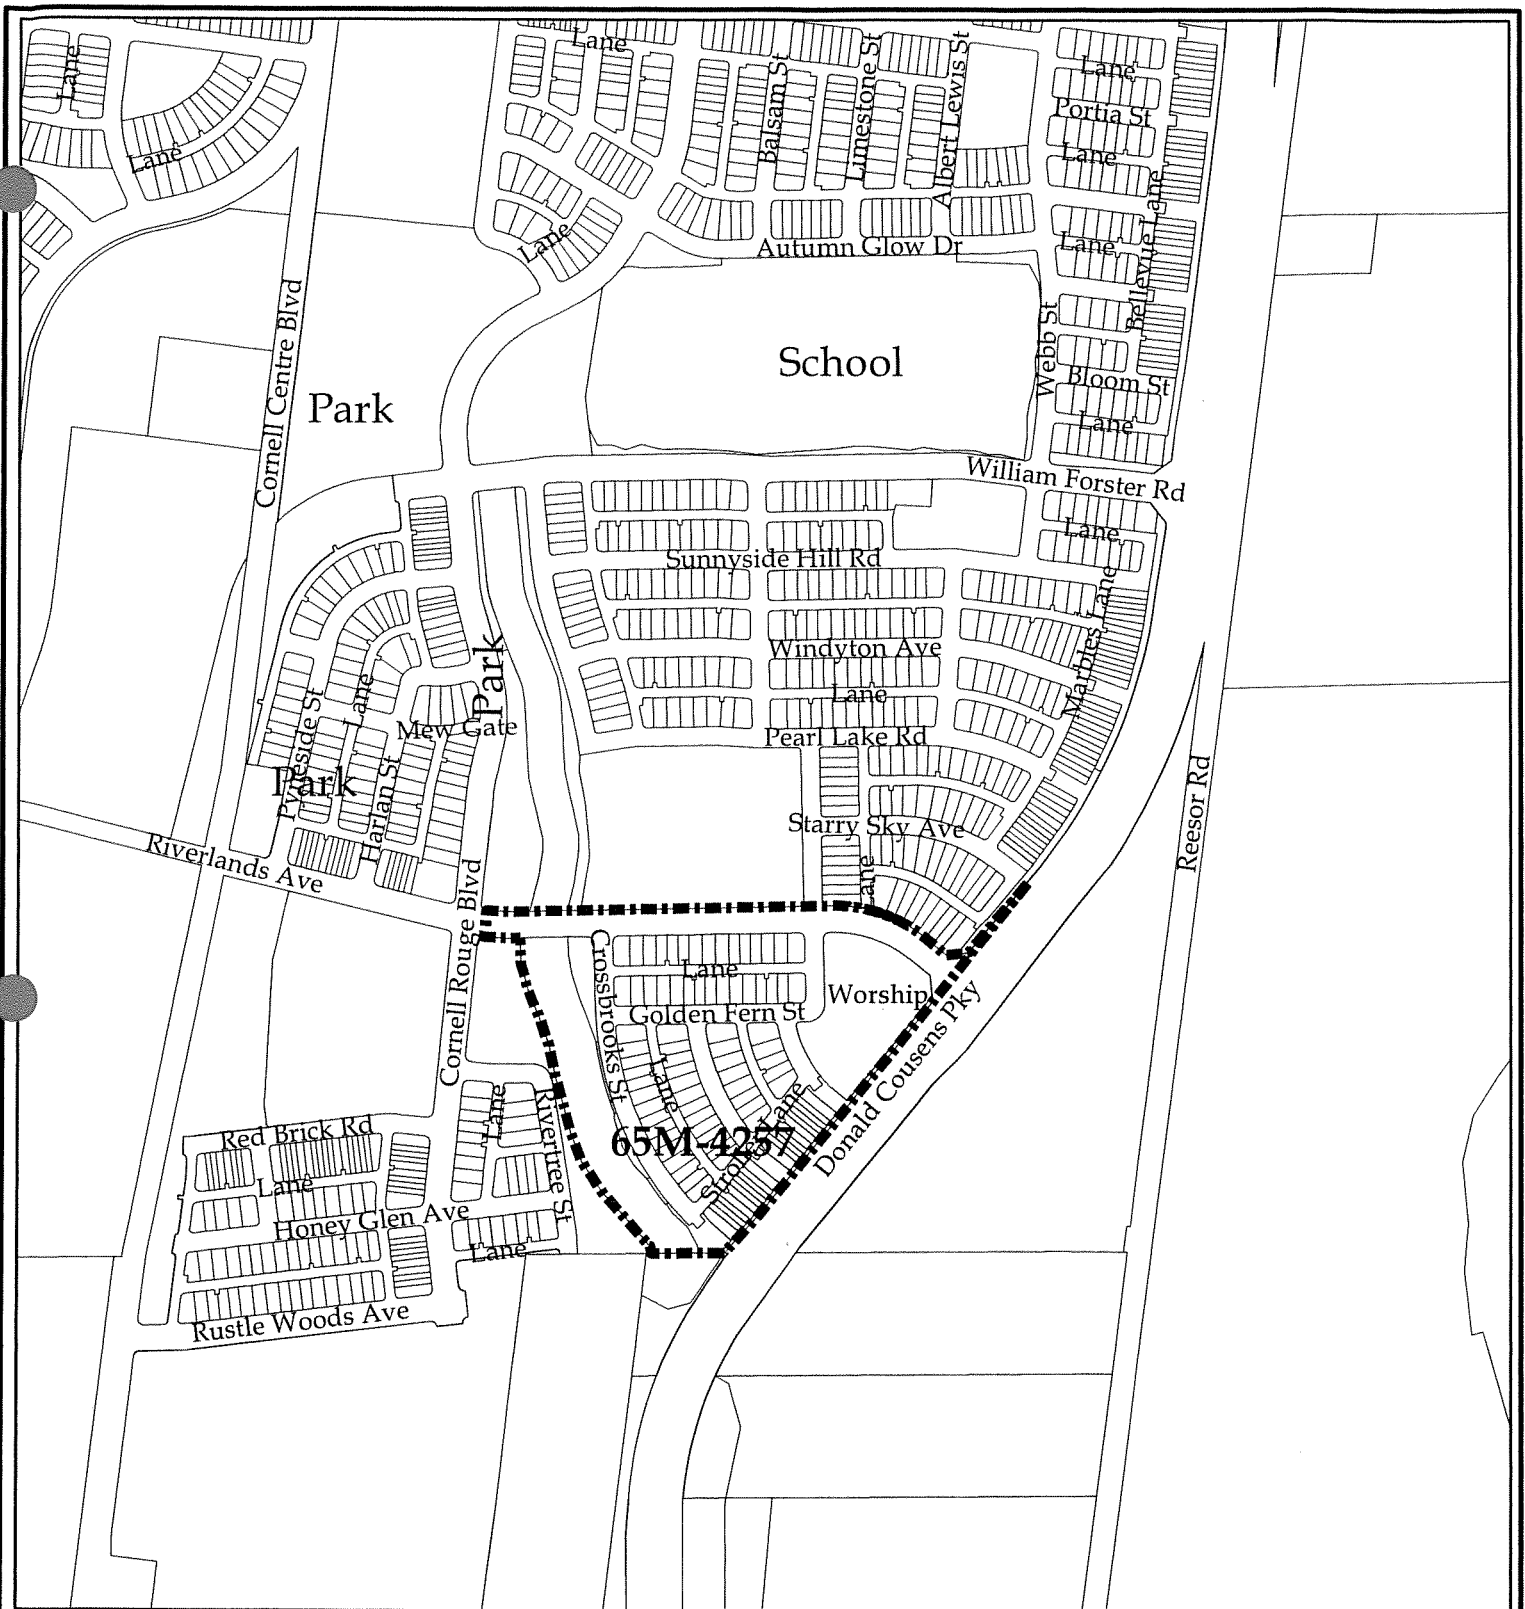 Lane
Lane
Balsam St
Limestone St
Albert Lewis St
Lane
Portia St
Lane
Lane
Lane
Autumn Glow Dr
Lane
Bellevue Lane
Cornell Centre Blvd
Park
School
Webb St
Bloom St
Lane
William Forster Rd
Lane
Sunnyside Hill Rd
Windyton Ave
Lane
Marbles Lane
Park
Pearl Lake Rd
Mew Gate
Lane
Pyneside St
Park
Harlan St
Starry Sky Ave
Lane
Reesor Rd
Riverlands Ave
Cornell Rouge Blvd
Crossbrooks St
Lane
Worship
Golden Fern St
Donald Cousens Pky
Lane
Lane
Rivertree St
Red Brick Rd
65M-4257
Lane
Lane
Honey Glen Ave
Lane
Rustle Woods Ave